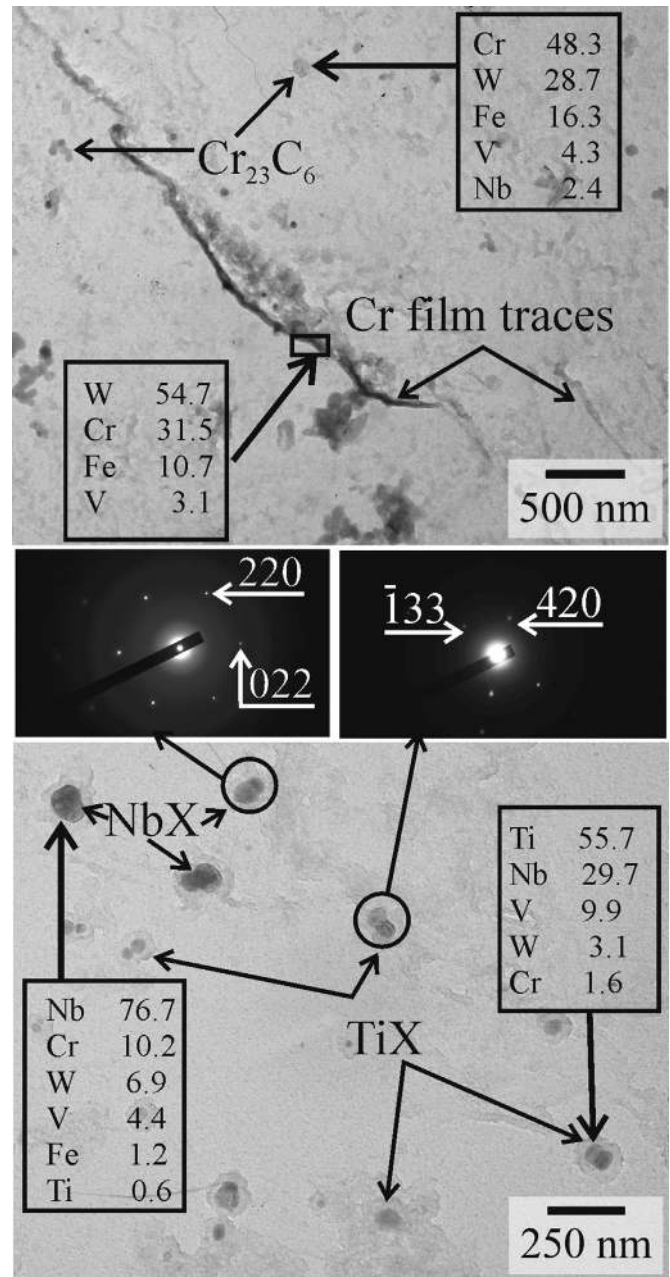 Cr 48.3
W 28.7
Fe 16.3
V 4.3
Nb 2.4
Cr₂₃C₆
Cr film traces
W 54.7
Cr 31.5
Fe 10.7
V 3.1
500 nm
220
022
1̄33
420
NbX
Ti 55.7
Nb 29.7
V 9.9
W 3.1
Cr 1.6
Nb 76.7
Cr 10.2
W 6.9
V 4.4
Fe 1.2
Ti 0.6
TiX
250 nm